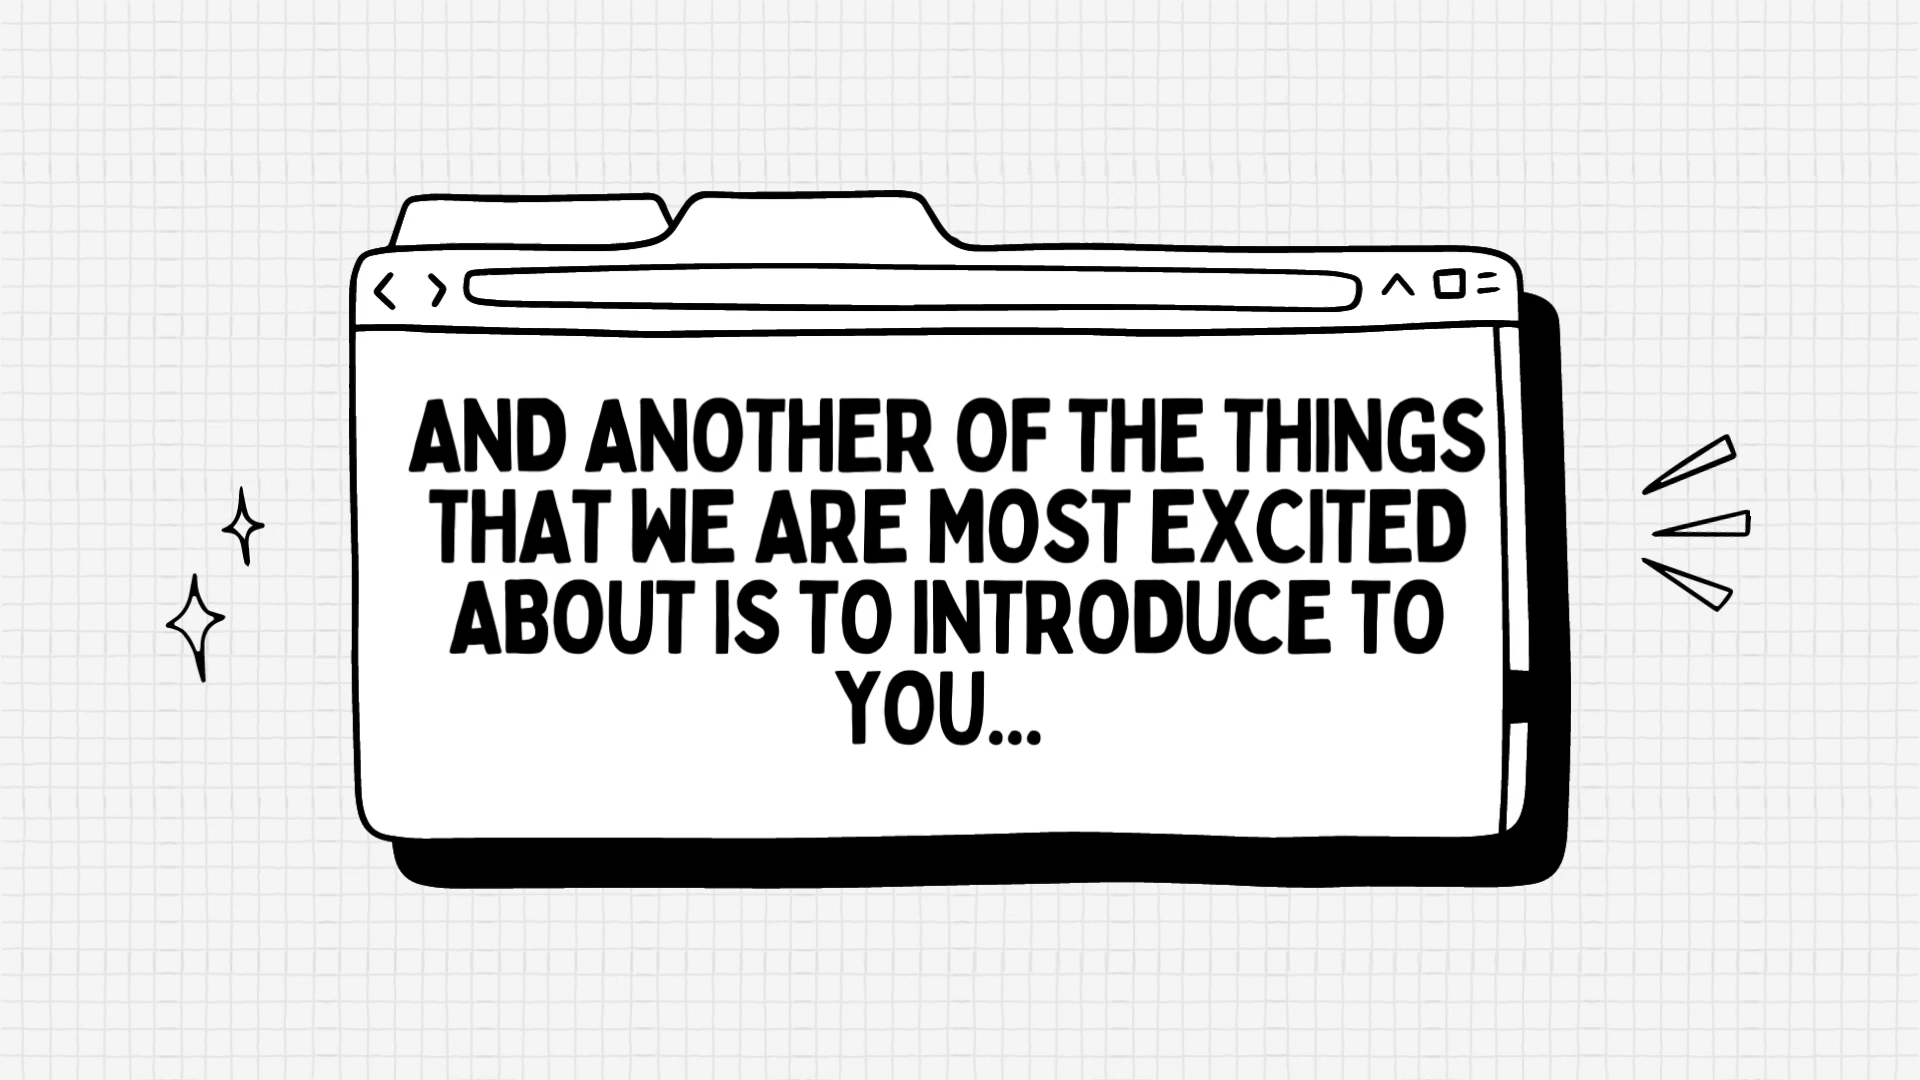 AND ANOTHER OF THE THINGS
THAT WE ARE MOST EXCITED
ABOUT IS TO INTRODUCE TO
YOU...